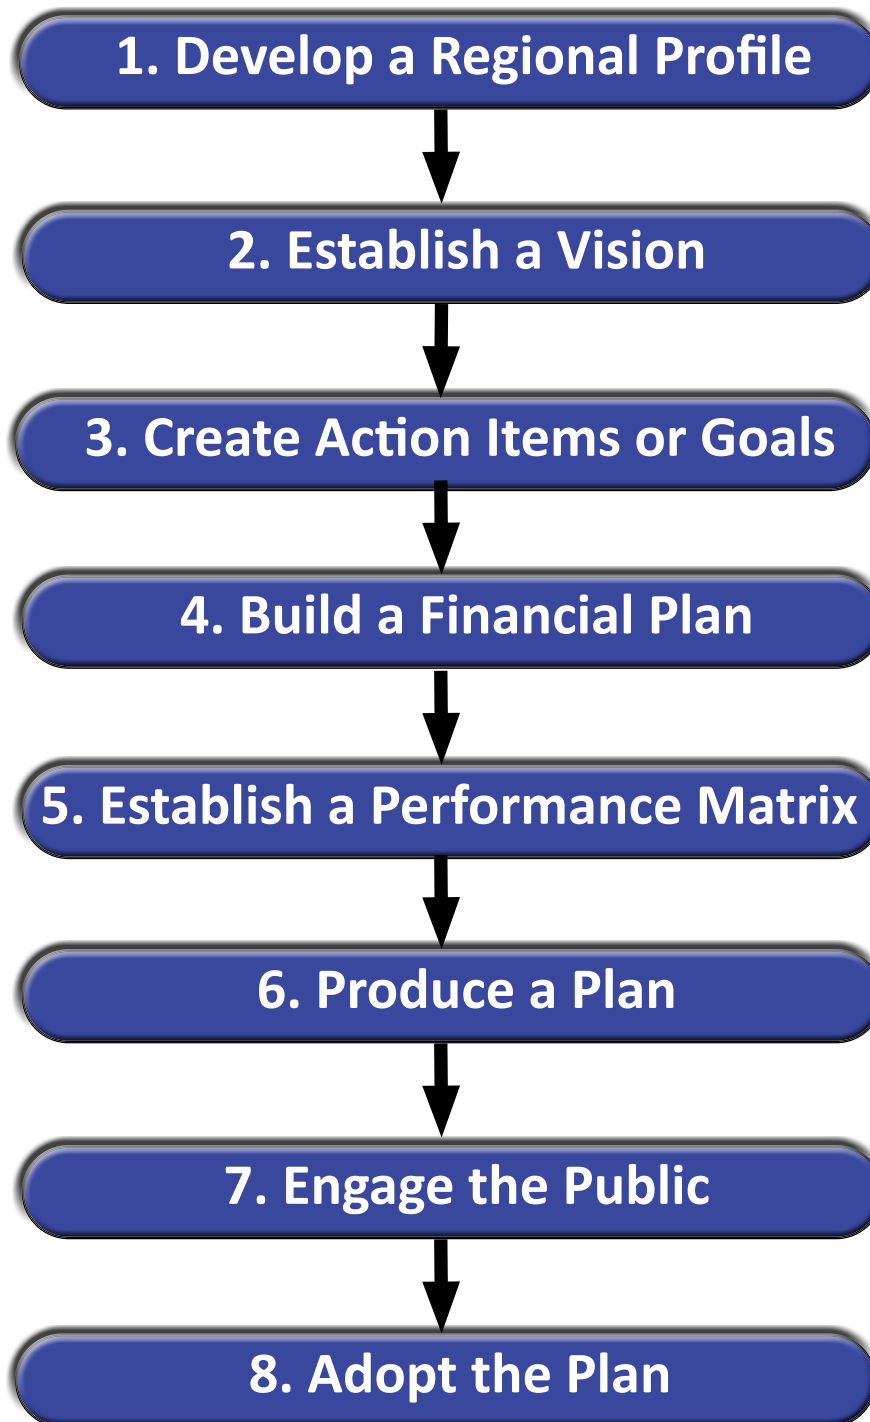 1. Develop a Regional Profile
2. Establish a Vision
3. Create Action Items or Goals
4. Build a Financial Plan
5. Establish a Performance Matrix
6. Produce a Plan
7. Engage the Public
8. Adopt the Plan